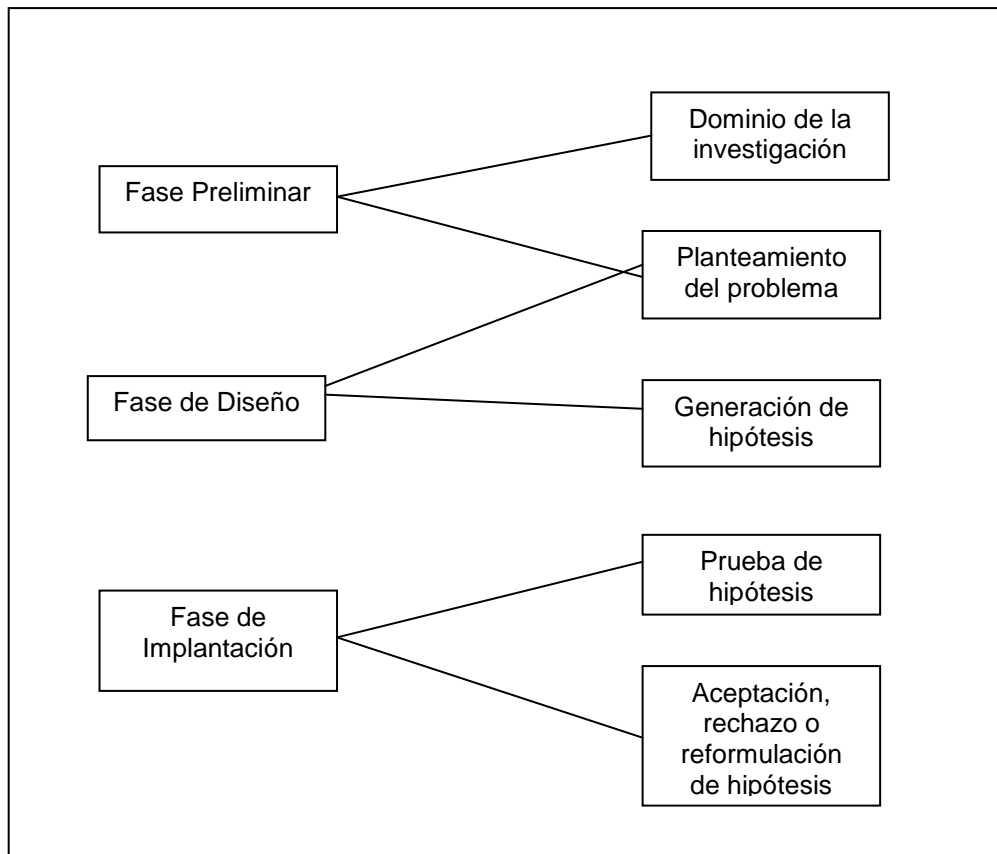 Dominio de la
investigación
Fase Preliminar
Planteamiento
del problema
Fase de Diseño
Generación de
hipótesis
Prueba de
hipótesis
Fase de
Implantación
Aceptación,
rechazo o
reformulación
de hipótesis